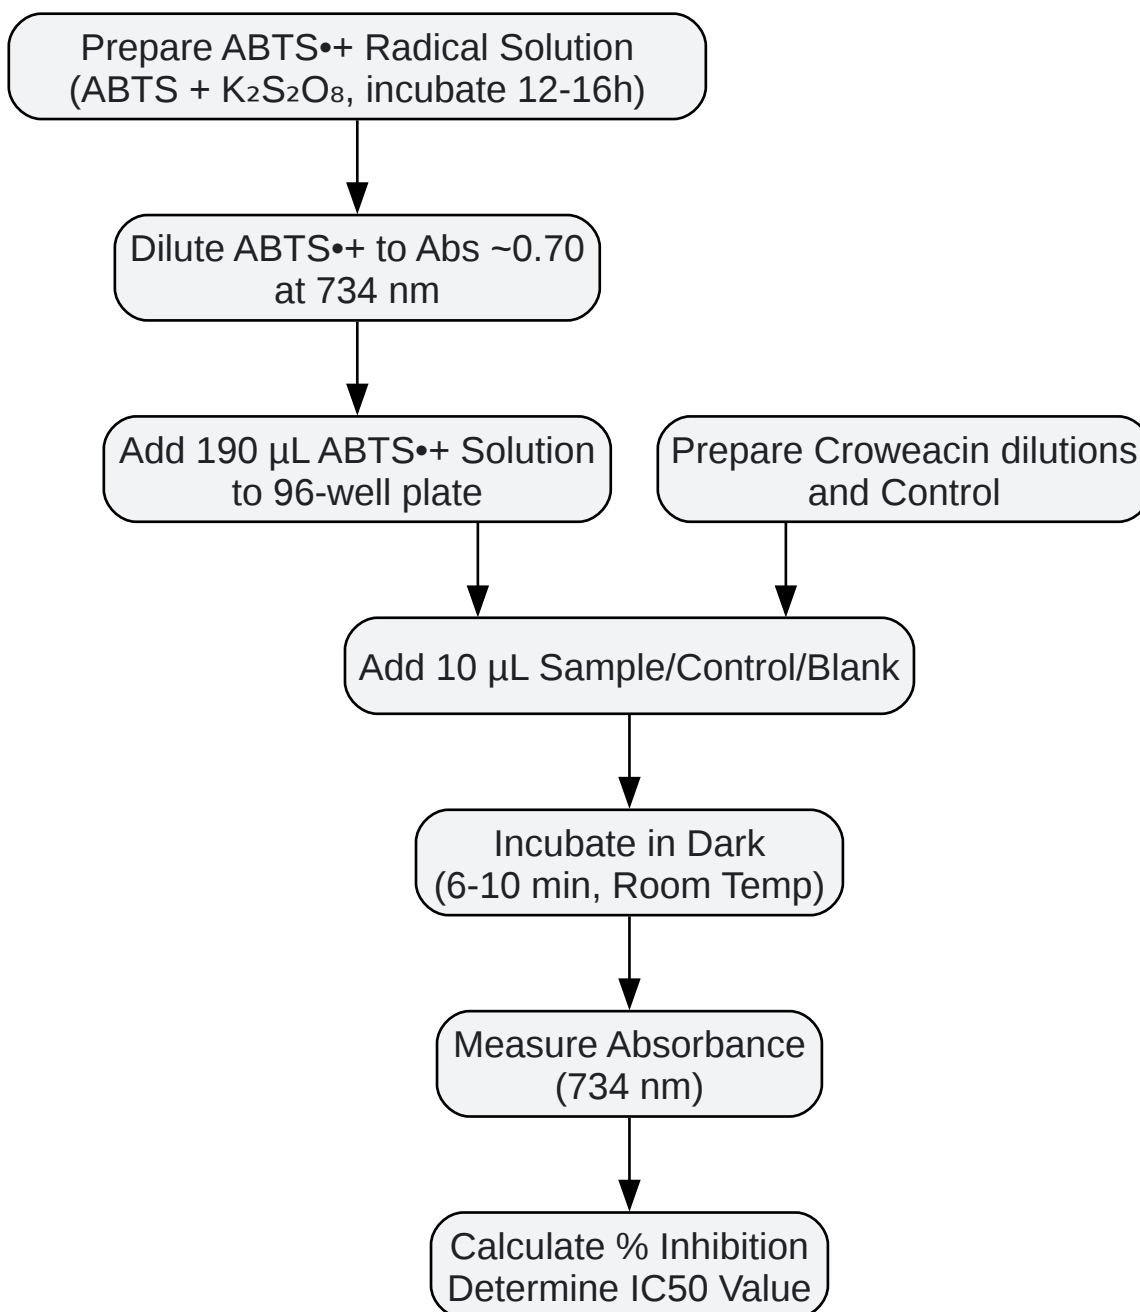 Prepare ABTS•+ Radical Solution
(ABTS + K₂S₂O₈, incubate 12-16h)
Dilute ABTS•+ to Abs ~0.70
at 734 nm
Add 190 µL ABTS•+ Solution
to 96-well plate
Prepare Croweacin dilutions
and Control
Add 10 µL Sample/Control/Blank
Incubate in Dark
(6-10 min, Room Temp)
Measure Absorbance
(734 nm)
Calculate % Inhibition
Determine IC50 Value